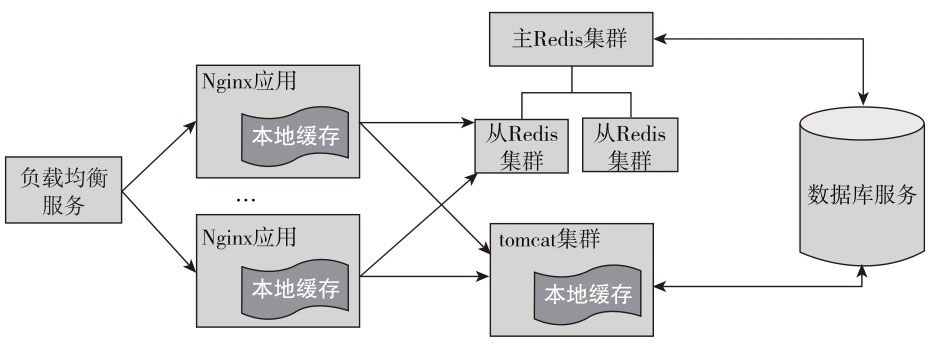 主Redis集群
Nginx应用
本地缓存
从Redis
集群
从Redis
集群
负载均衡
服务
...
数据库服务
Nginx应用
本地缓存
tomcat集群
本地缓存